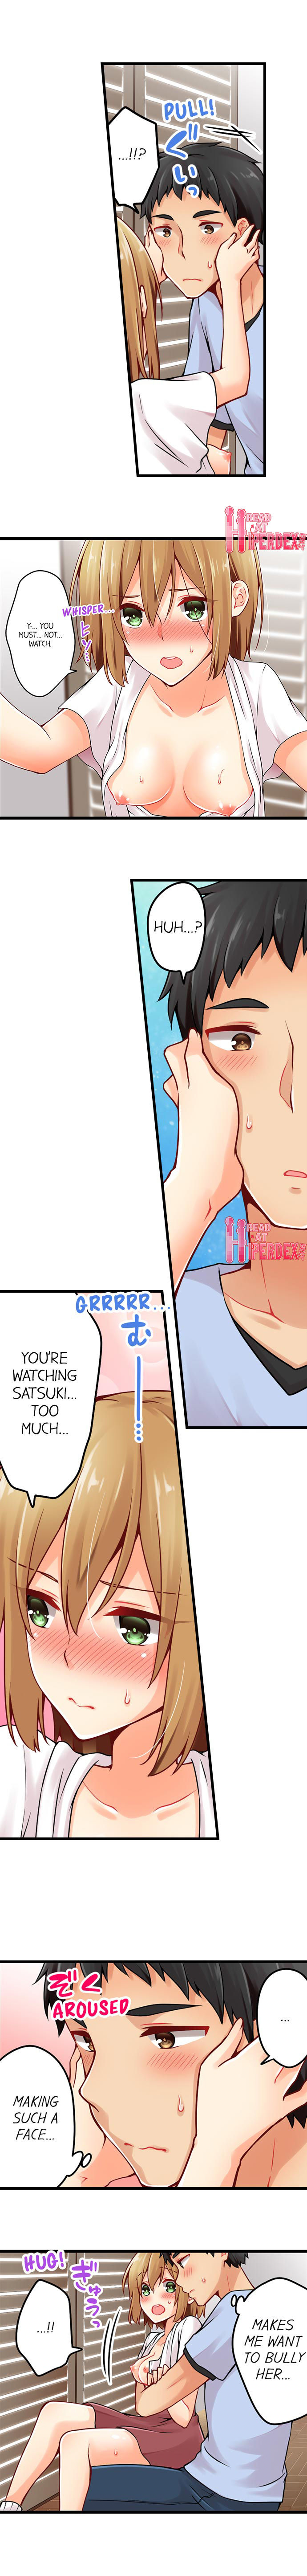 PULL!
ぐいっ
...!!?
READ
AT
HIPERDEX
Y-... YOU
MUST... NOT...
WATCH.
WHISPER...
HUH...?
READ
AT
HIPERDEX
GRRRRR...
むー…
YOU'RE
WATCHING
SATSUKI...
TOO
MUCH...
ぞく
AROUSED
...
MAKING
SUCH A
FACE...
HUG!
ぎゅうっ
...!!
MAKES
ME WANT
TO BULLY
HER...